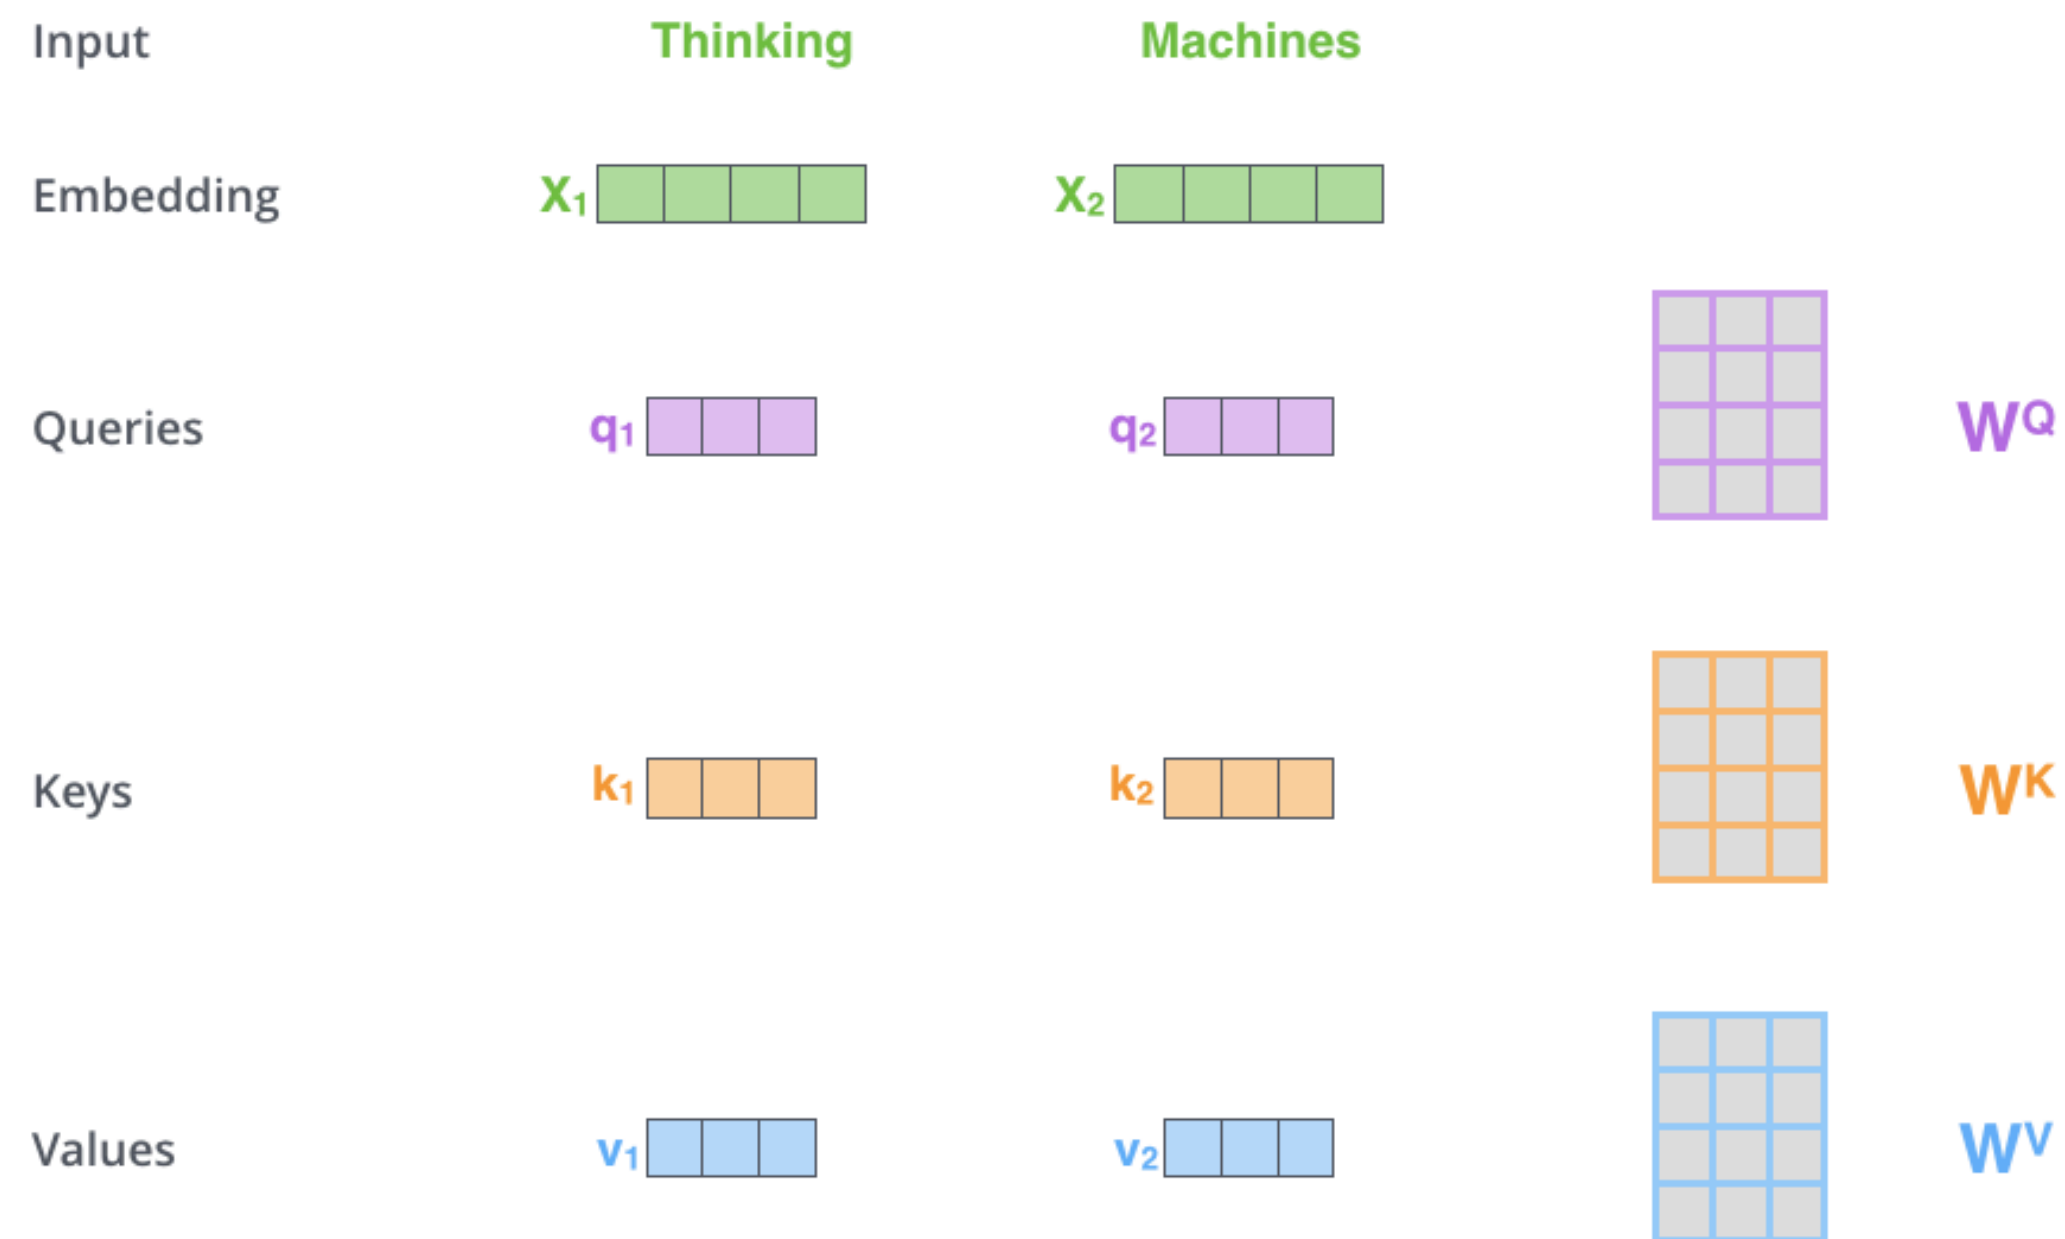 Input Thinking Machines
Embedding X1 X2
Queries q1 q2 WQ
Keys k1 k2 WK
Values v1 v2 WV